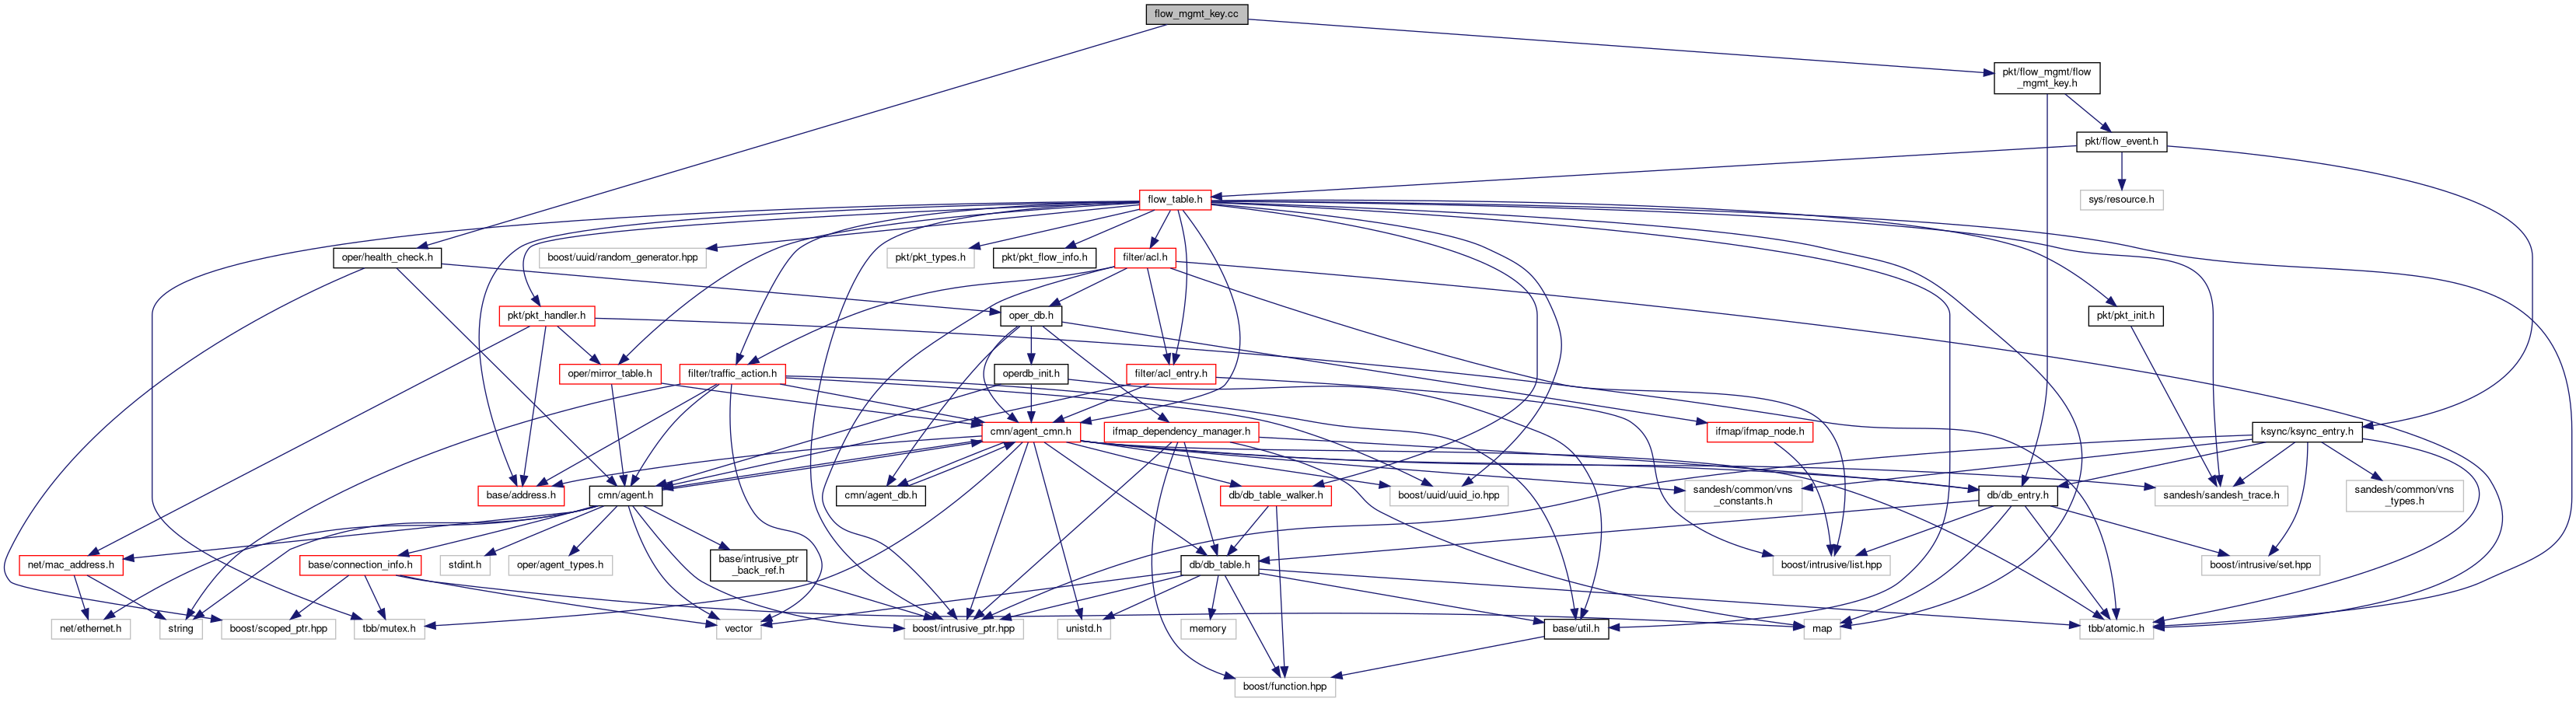 flow_mgmt_key.cc
pkt/flow_mgmt/flow
_mgmt_key.h
pkt/flow_event.h
flow_table.h
sys/resource.h
oper/health_check.h
boost/uuid/random_generator.hpp
pkt/pkt_types.h
pkt/pkt_flow_info.h
filter/acl.h
pkt/pkt_handler.h
oper_db.h
pkt/pkt_init.h
oper/mirror_table.h
filter/traffic_action.h
operdb_init.h
filter/acl_entry.h
cmn/agent_cmn.h
ifmap_dependency_manager.h
ifmap/ifmap_node.h
ksync/ksync_entry.h
base/address.h
cmn/agent.h
cmn/agent_db.h
db/db_table_walker.h
boost/uuid/uuid_io.hpp
sandesh/common/vns
_constants.h
db/db_entry.h
sandesh/sandesh_trace.h
sandesh/common/vns
_types.h
net/mac_address.h
base/connection_info.h
stdint.h
oper/agent_types.h
base/intrusive_ptr
_back_ref.h
db/db_table.h
boost/intrusive/list.hpp
boost/intrusive/set.hpp
net/ethernet.h
string
boost/scoped_ptr.hpp
tbb/mutex.h
vector
boost/intrusive_ptr.hpp
unistd.h
memory
base/util.h
map
tbb/atomic.h
boost/function.hpp